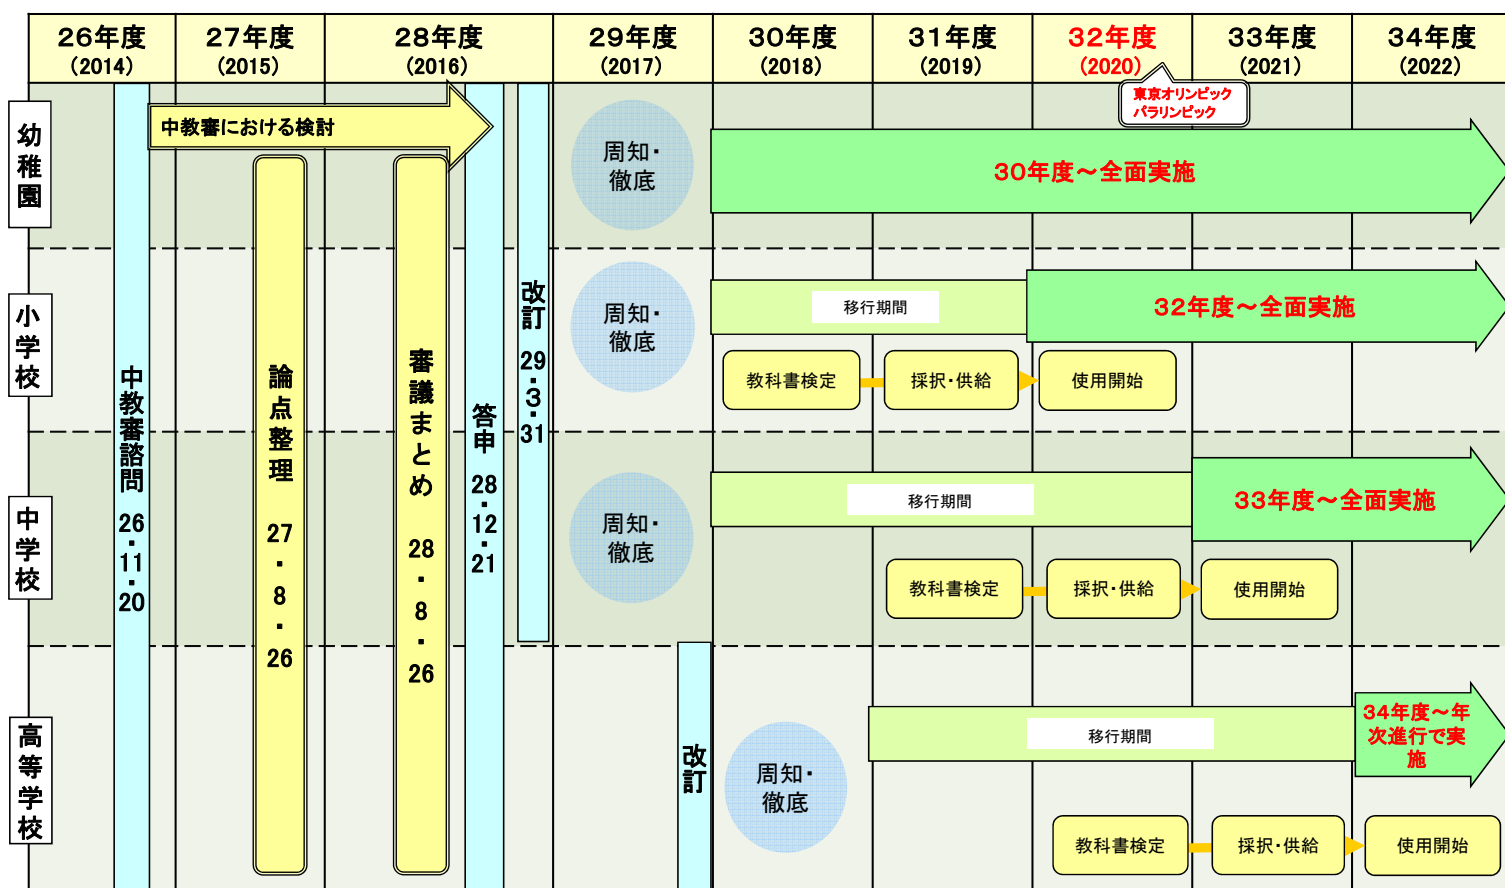 26年度
(2014)
27年度
(2015)
28年度
(2016)
29年度
(2017)
30年度
(2018)
31年度
(2019)
32年度
(2020)
33年度
(2021)
34年度
(2022)
東京オリンピック
パラリンピック
中教審における検討
中教審諮問 26・11・20
論点整理 27・8・26
審議まとめ 28・8・26
答申 28・12・21
改訂 29・3・31
幼稚園
周知・
徹底
30年度～全面実施
小学校
周知・
徹底
移行期間
32年度～全面実施
教科書検定
採択・供給
使用開始
中学校
周知・
徹底
移行期間
33年度～全面実施
教科書検定
採択・供給
使用開始
高等学校
改訂
周知・
徹底
移行期間
34年度～年
次進行で実
施
教科書検定
採択・供給
使用開始